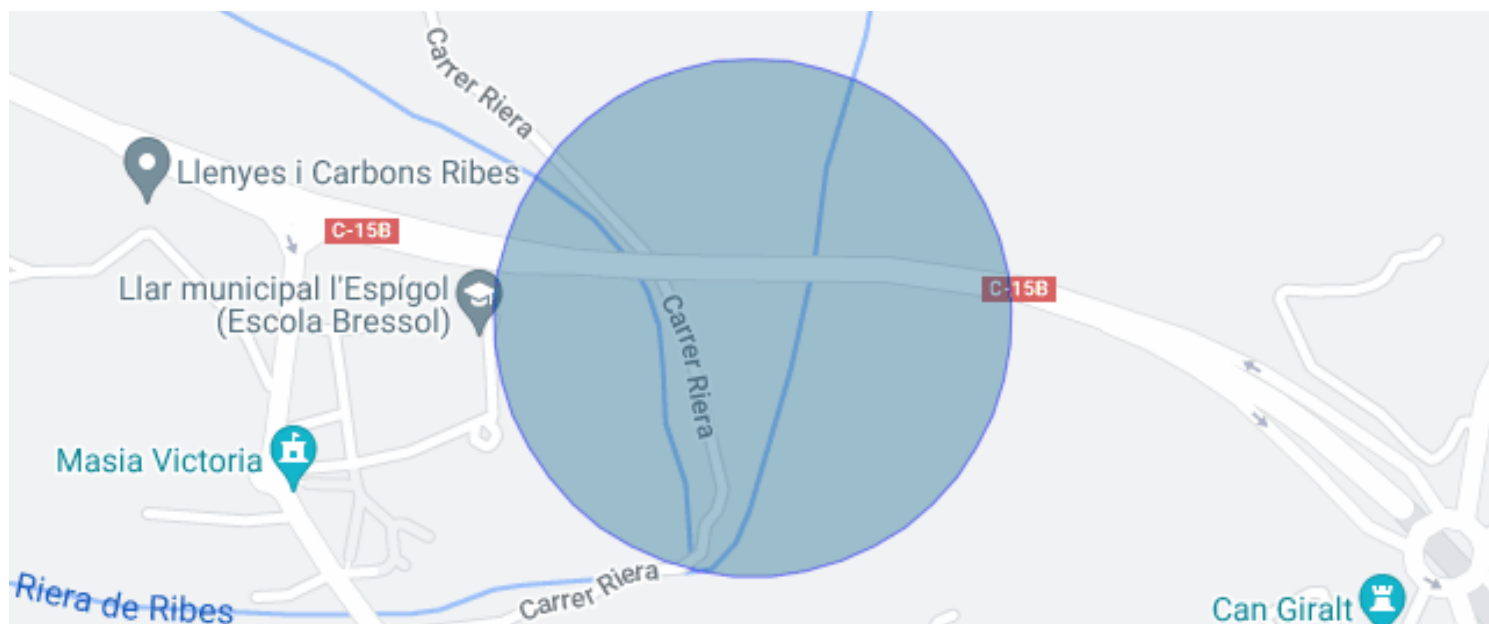 Carrer Riera
Llenyes i Carbons Ribes
C-15B
Llar municipal l'Espígol
(Escola Bressol)
C-15B
Carrer Riera
Masia Victoria
Riera de Ribes
Carrer Riera
Can Giralt